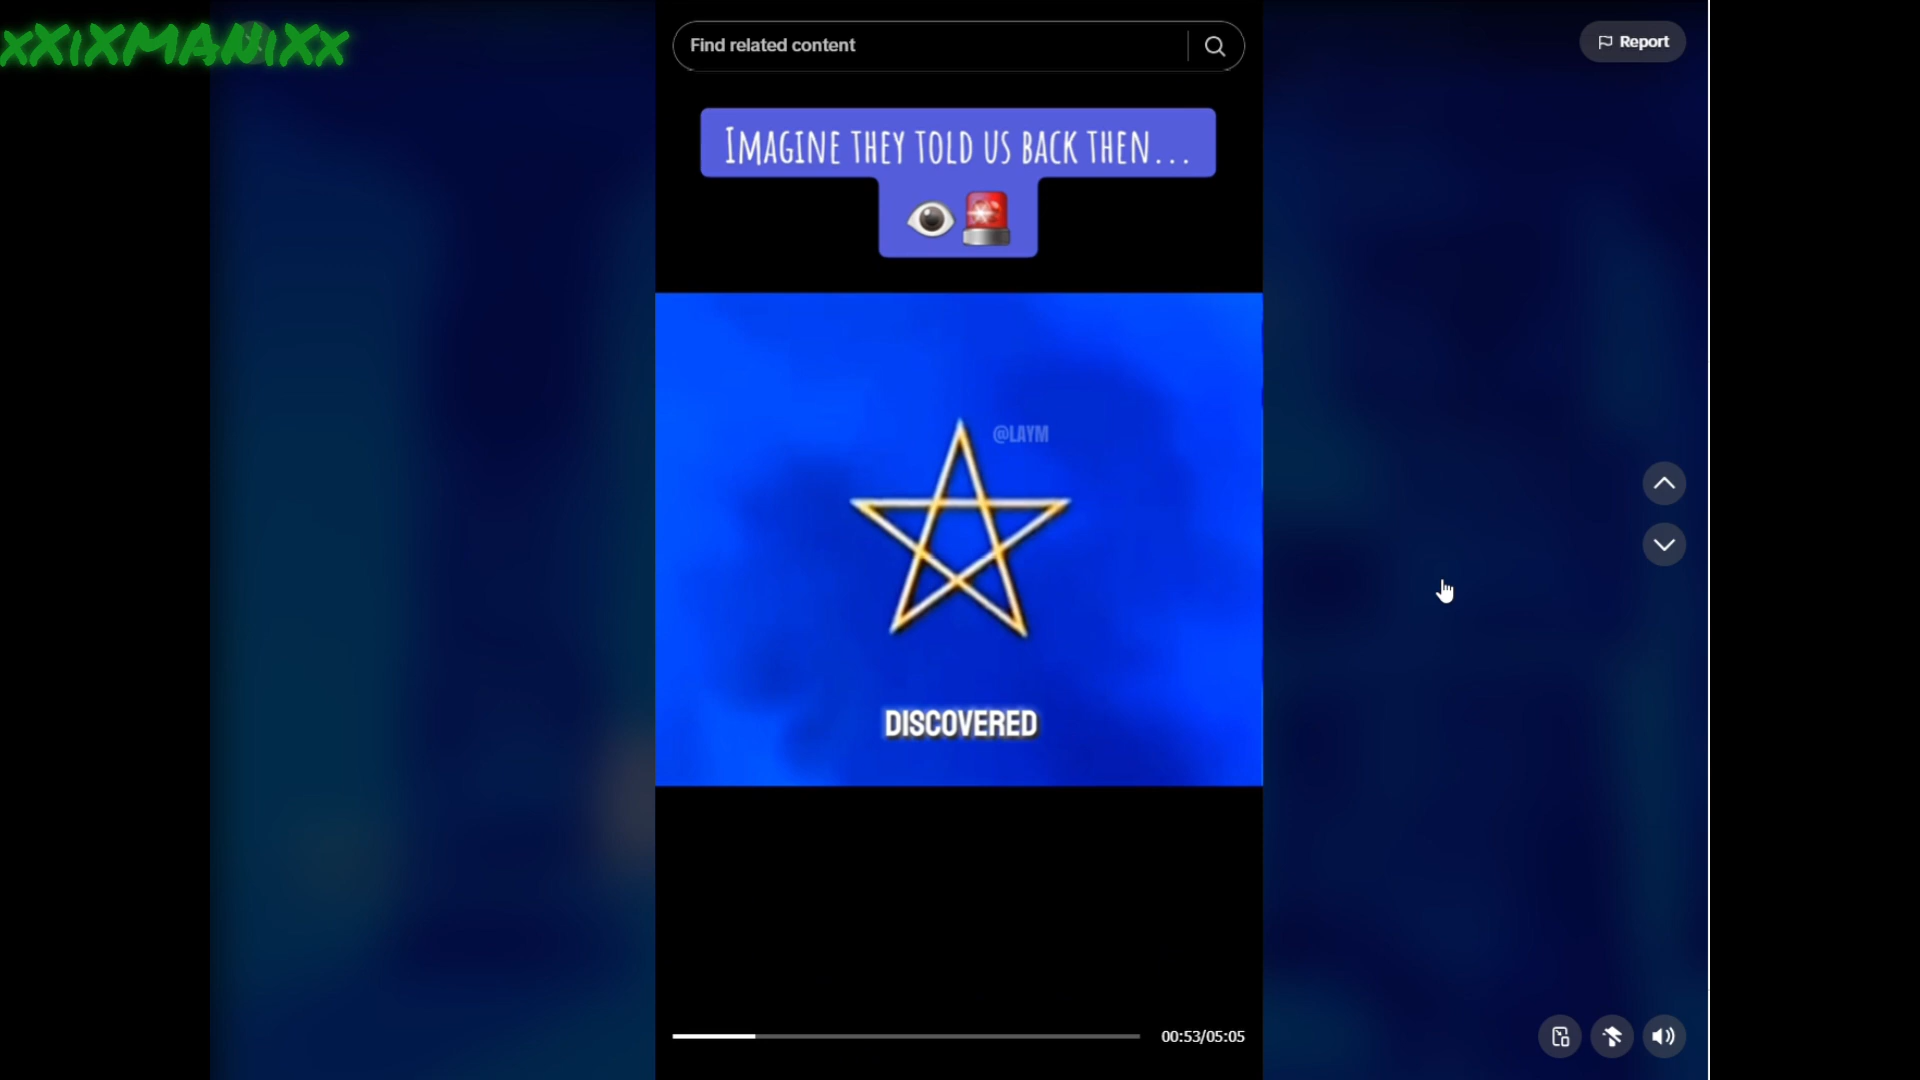 xXiXMANiXx
Find related content
Report
IMAGINE THEY TOLD US BACK THEN...
@LAYM
DISCOVERED
00:53/05:05